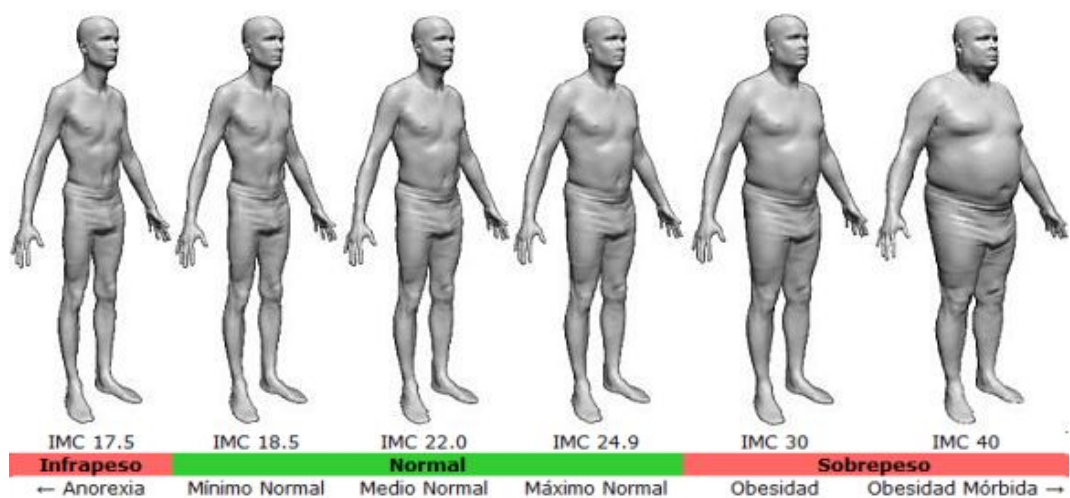 IMC 17.5 IMC 18.5 IMC 22.0 IMC 24.9 IMC 30 IMC 40
Infrapeso Normal Sobrepeso
← Anorexia Mínimo Normal Medio Normal Máximo Normal Obesidad Obesidad Mórbida →